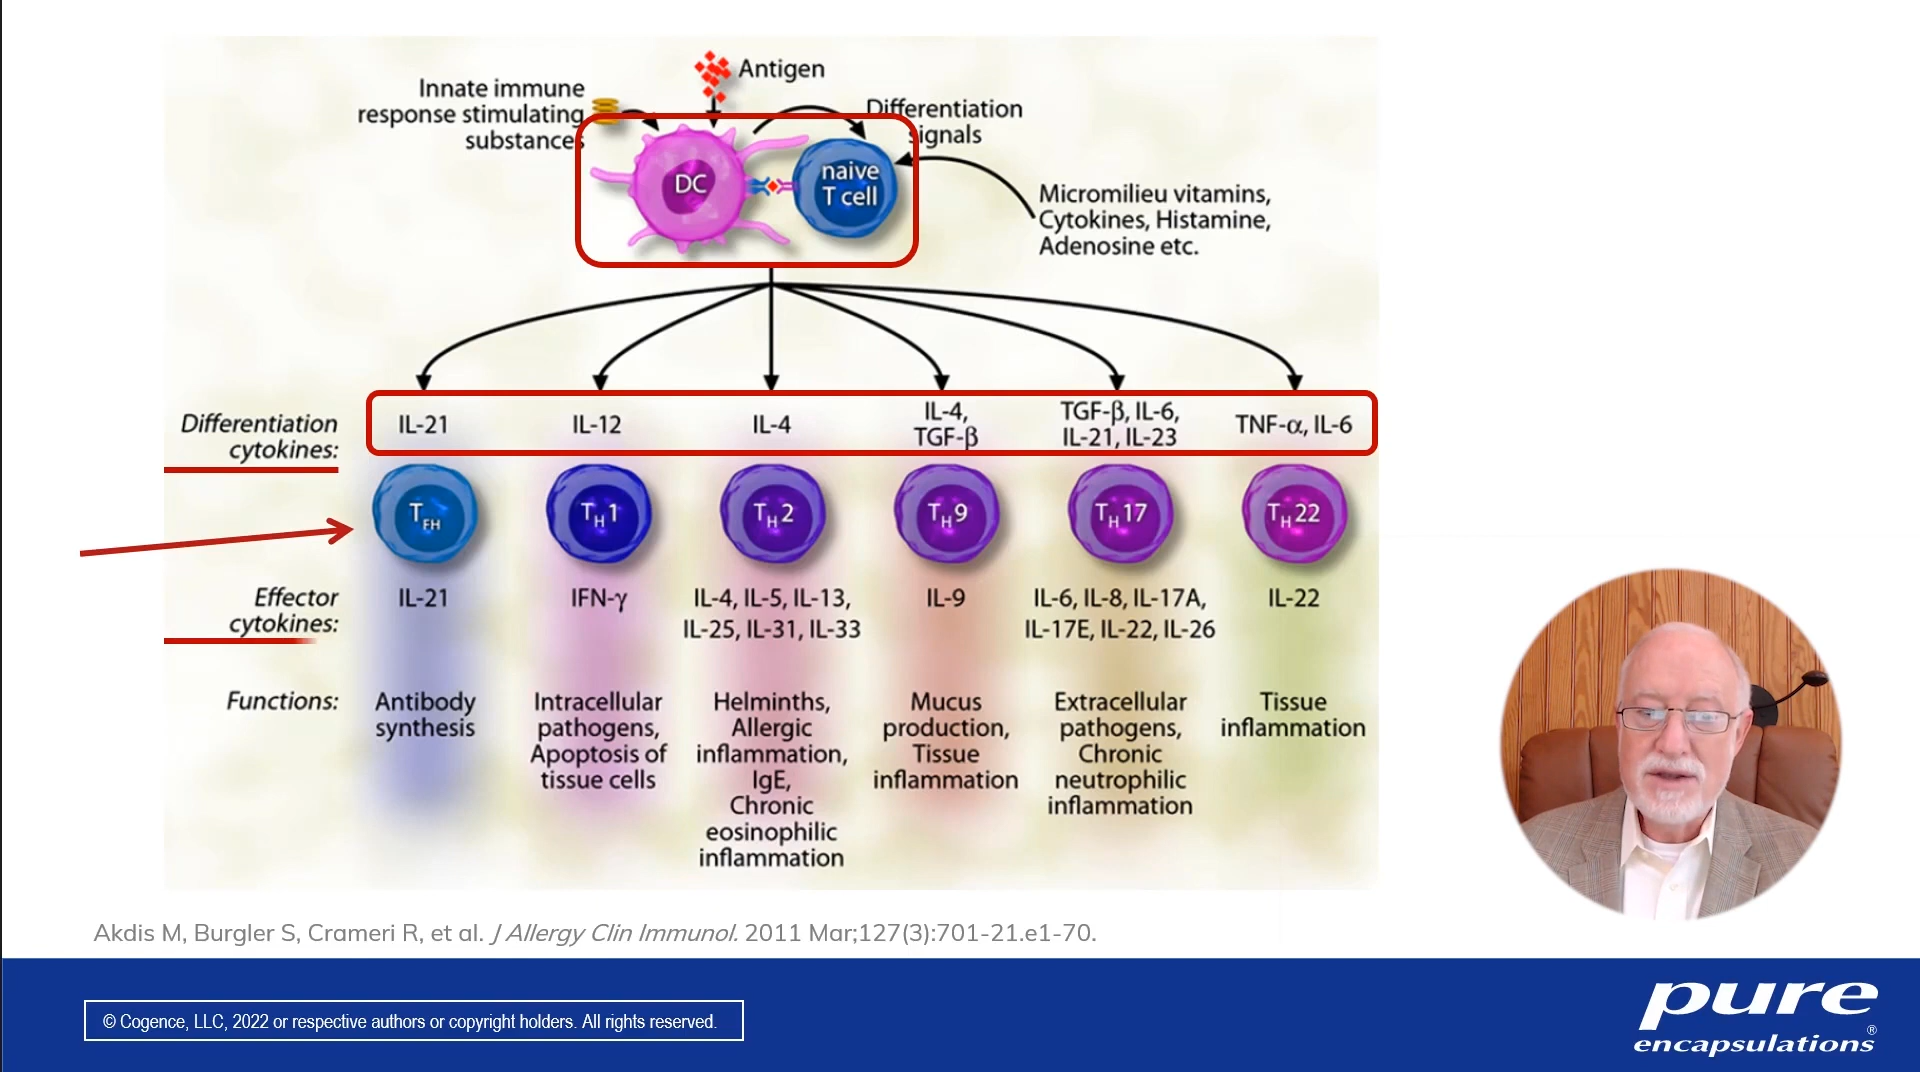 Antigen
Innate immune
response stimulating
substances
Differentiation
signals
DC
naive
T cell
Micromilieu vitamins,
Cytokines, Histamine,
Adenosine etc.
Differentiation
cytokines:
IL-21
IL-12
IL-4
IL-4,
TGF-β
TGF-β, IL-6,
IL-21, IL-23
TNF-α, IL-6
TFH
TH1
TH2
TH9
TH17
TH22
Effector
cytokines:
IL-21
IFN-γ
IL-4, IL-5, IL-13,
IL-25, IL-31, IL-33
IL-9
IL-6, IL-8, IL-17A,
IL-17E, IL-22, IL-26
IL-22
Functions:
Antibody
synthesis
Intracellular
pathogens,
Apoptosis of
tissue cells
Helminths,
Allergic
inflammation,
IgE,
Chronic
eosinophilic
inflammation
Mucus
production,
Tissue
inflammation
Extracellular
pathogens,
Chronic
neutrophilic
inflammation
Tissue
inflammation
Akdis M, Burgler S, Crameri R, et al. J Allergy Clin Immunol. 2011 Mar;127(3):701-21.e1-70.
© Cogence, LLC, 2022 or respective authors or copyright holders. All rights reserved.
pure
encapsulations®